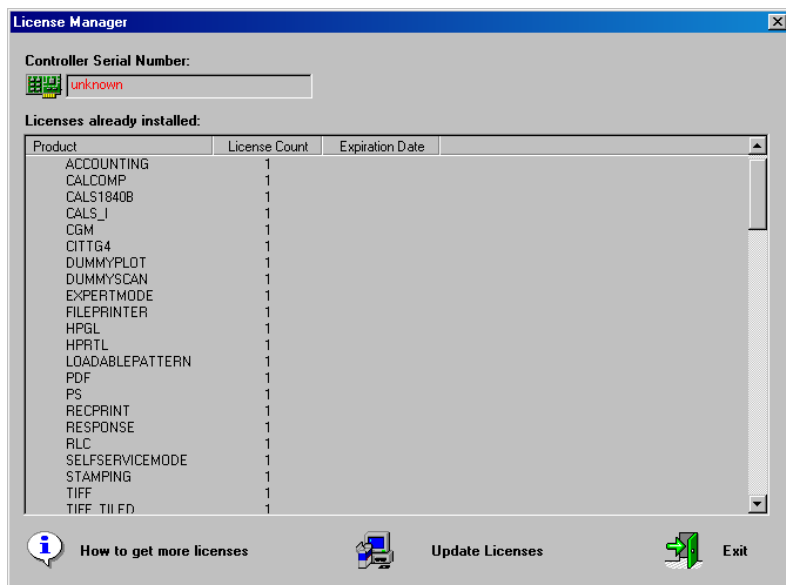 License Manager
Controller Serial Number:
unknown
Licenses already installed:
Product License Count Expiration Date
ACCOUNTING 1
CALCOMP 1
CALS1840B 1
CALS_I 1
CGM 1
CITTG4 1
DUMMYPLOT 1
DUMMYSCAN 1
EXPERTMODE 1
FILEPRINTER 1
HPGL 1
HPRTL 1
LOADABLEPATTERN 1
PDF 1
PS 1
RECPRINT 1
RESPONSE 1
RLC 1
SELFSERVICEMODE 1
STAMPING 1
TIFF 1
TIFF_TILED 1
How to get more licenses Update Licenses Exit